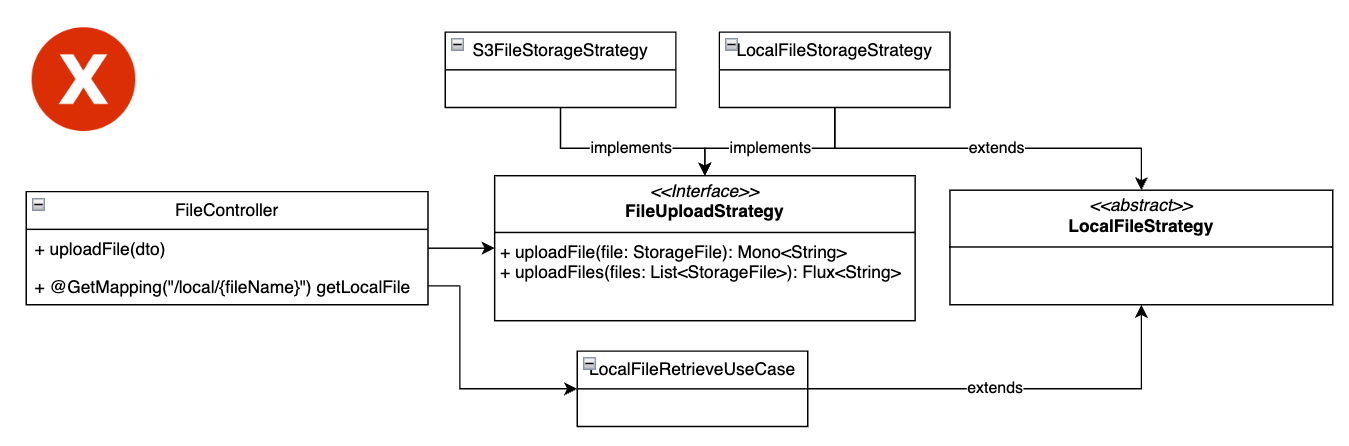 X
S3FileStorageStrategy
LocalFileStorageStrategy
implements
implements
extends
FileController
+ uploadFile(dto)
+ @GetMapping("/local/{fileName}") getLocalFile
<<Interface>>
FileUploadStrategy
+ uploadFile(file: StorageFile): Mono<String>
+ uploadFiles(files: List<StorageFile>): Flux<String>
<<abstract>>
LocalFileStrategy
LocalFileRetrieveUseCase
extends